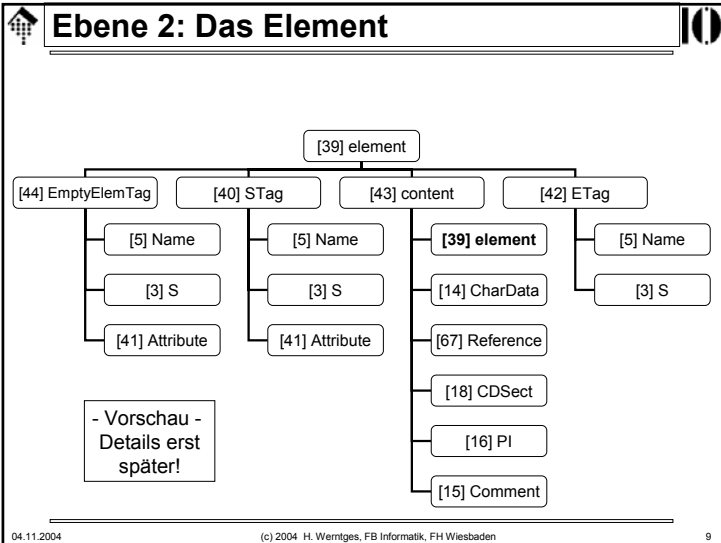 Ebene 2: Das Element
[39] element
[44] EmptyElemTag
[40] STag
[43] content
[42] ETag
[5] Name
[5] Name
[39] element
[5] Name
[3] S
[3] S
[14] CharData
[3] S
[41] Attribute
[41] Attribute
[67] Reference
[18] CDSect
[16] PI
[15] Comment
- Vorschau -
Details erst
später!
04.11.2004
(c) 2004 H. Werntges, FB Informatik, FH Wiesbaden
9